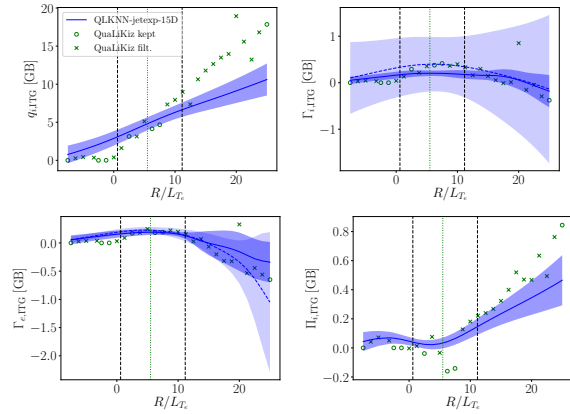 QLKNN-jetexp-15D
QuaLiKiz kept
QuaLiKiz filt.
q_{i,ITG} [GB]
15
10
5
0
0
10
20
R/L_{T_e}
Γ_{i,ITG} [GB]
1
0
−1
0
10
20
R/L_{T_e}
Γ_{e,ITG} [GB]
0.0
−0.5
−1.0
−1.5
−2.0
0
10
20
R/L_{T_e}
Π_{i,ITG} [GB]
0.8
0.6
0.4
0.2
0.0
−0.2
0
10
20
R/L_{T_e}